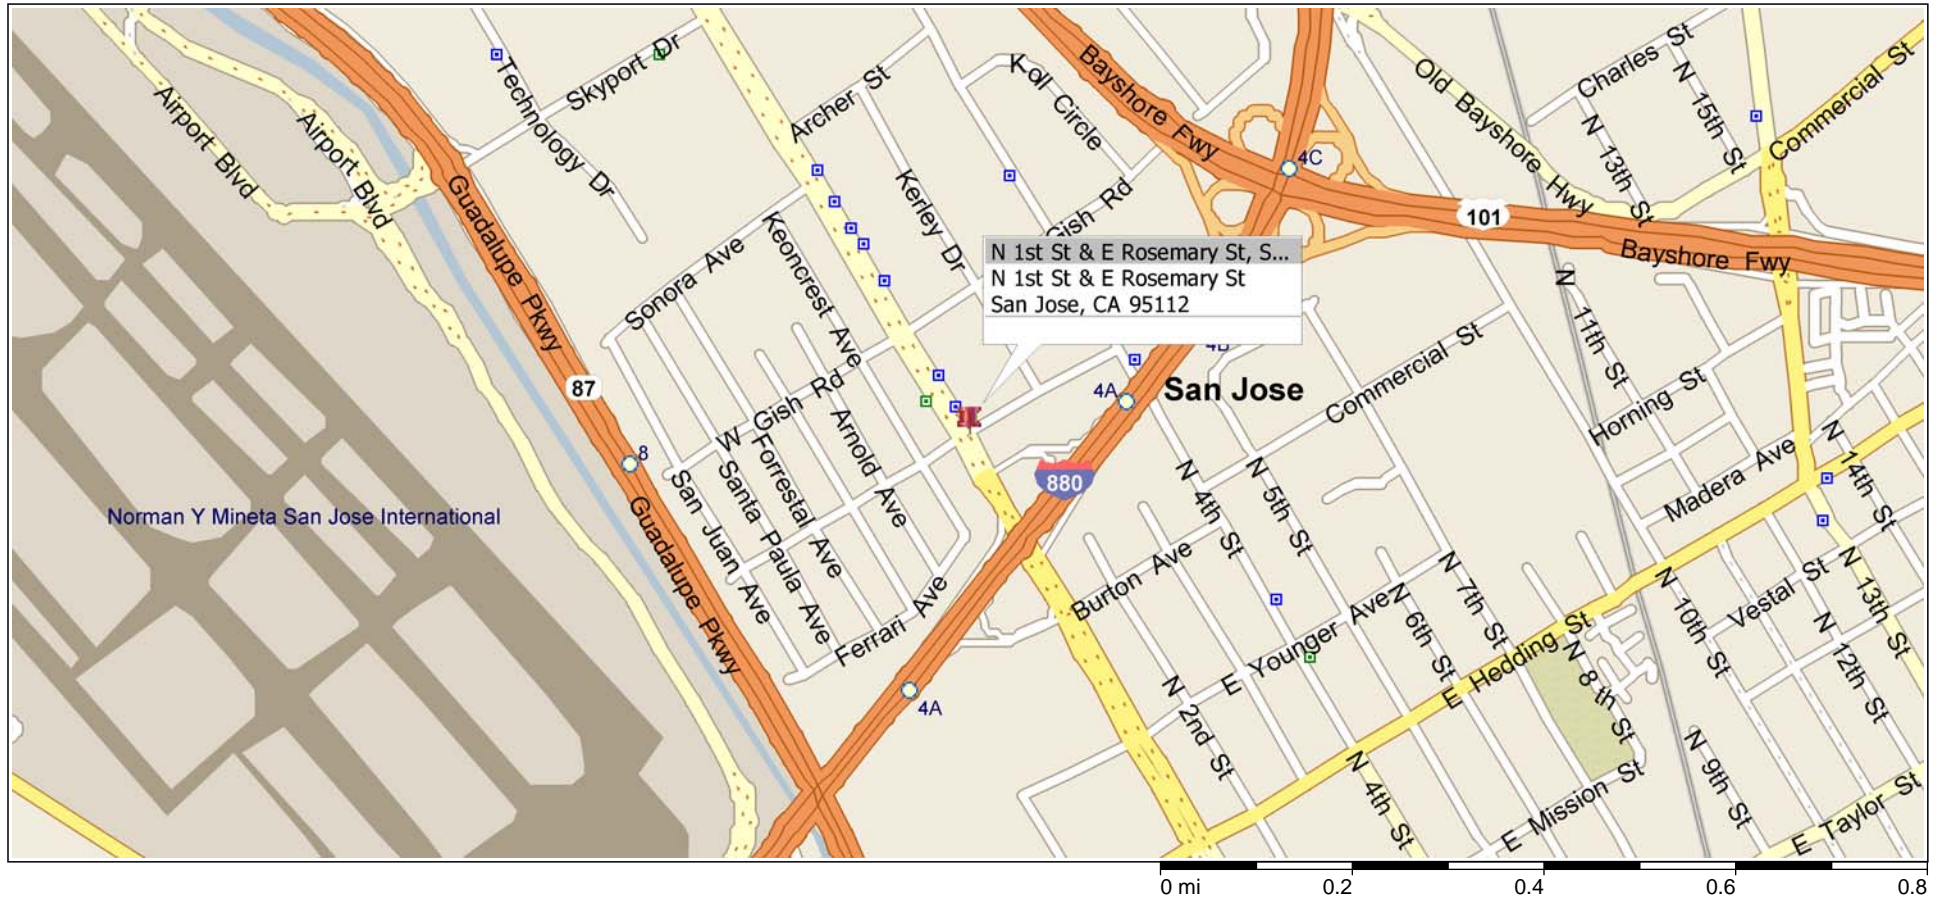 Airport Blvd
Airport Blvd
Technology Dr
Skyport Dr
Archer St
Koll Circle
Bayshore Fwy
4C
Old Bayshore Hwy
Charles St
N 15th St
N 13th St
Commercial St
Guadalupe Pkwy
Keoncrest Ave
Kerley Dr
Gish Rd
101
Bayshore Fwy
Sonora Ave
N 1st St & E Rosemary St, S...
N 1st St & E Rosemary St
San Jose, CA 95112
4B
N 11th St
87
W Gish Rd
4A
San Jose
Commercial St
Horning St
8
Arnold Ave
Forrestal Ave
Santa Paula Ave
San Juan Ave
880
N 4th St
N 5th St
Madera Ave
N 14th St
Norman Y Mineta San Jose International
Guadalupe Pkwy
Ferrari Ave
Burton Ave
N 7th St
N 10th St
Vestal St
N 13th St
E Younger Ave
N 6th St
E Hedding St
N 8th St
N 12th St
4A
N 2nd St
N 4th St
E Mission St
N 9th St
E Taylor St
0 mi 0.2 0.4 0.6 0.8